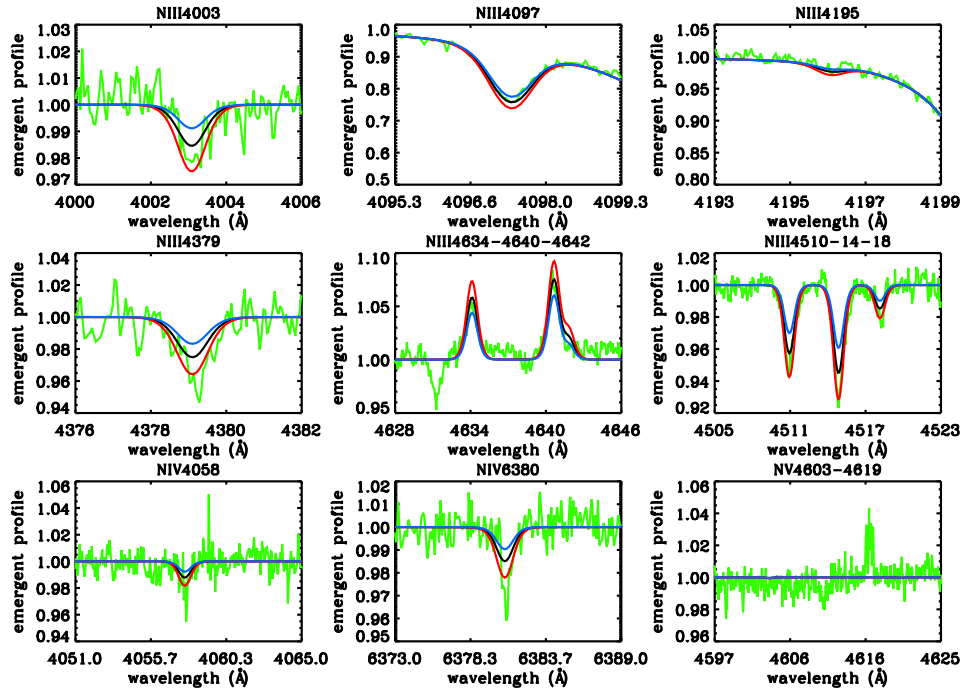 NIII4003
NIII4097
NIII4195
emergent profile
1.03
1.02
1.01
1.00
0.99
0.98
0.97
4000 4002 4004 4006
wavelength (Å)
emergent profile
1.0
0.9
0.8
0.7
0.6
0.5
4095.3 4096.6 4098.0 4099.3
wavelength (Å)
emergent profile
1.05
1.00
0.95
0.90
0.85
0.80
4193 4195 4197 4199
wavelength (Å)
NIII4379
NIII4634-4640-4642
NIII4510-14-18
emergent profile
1.04
1.02
1.00
0.98
0.96
0.94
4376 4378 4380 4382
wavelength (Å)
emergent profile
1.10
1.05
1.00
0.95
4628 4634 4640 4646
wavelength (Å)
emergent profile
1.02
1.00
0.98
0.96
0.94
0.92
4505 4511 4517 4523
wavelength (Å)
NIV4058
NIV6380
NV4603-4619
emergent profile
1.06
1.04
1.02
1.00
0.98
0.96
0.94
4051.0 4055.7 4060.3 4065.0
wavelength (Å)
emergent profile
1.02
1.01
1.00
0.99
0.98
0.97
0.96
0.95
6373.0 6378.3 6383.7 6389.0
wavelength (Å)
emergent profile
1.06
1.04
1.02
1.00
0.98
0.96
4597 4606 4616 4625
wavelength (Å)